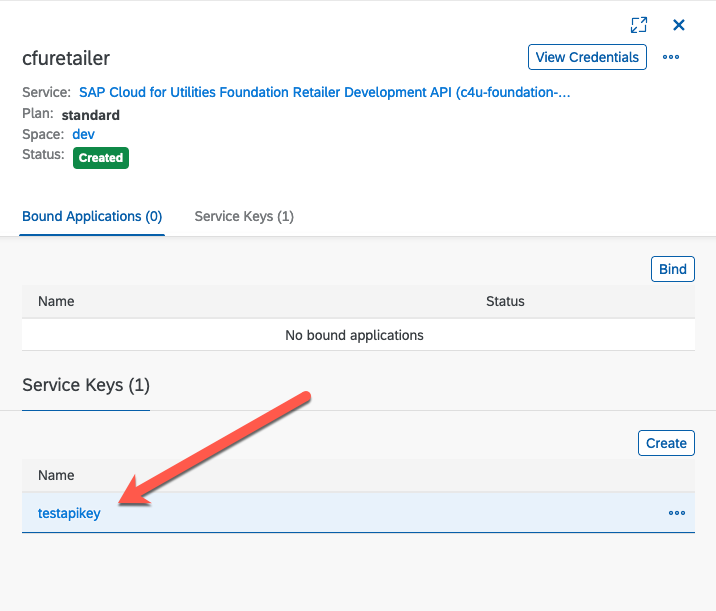 cfuretailer
View Credentials
Service: SAP Cloud for Utilities Foundation Retailer Development API (c4u-foundation-...
Plan: standard
Space: dev
Status: Created
Bound Applications (0) Service Keys (1)
Bind
Name Status
No bound applications
Service Keys (1)
Create
Name
testapikey